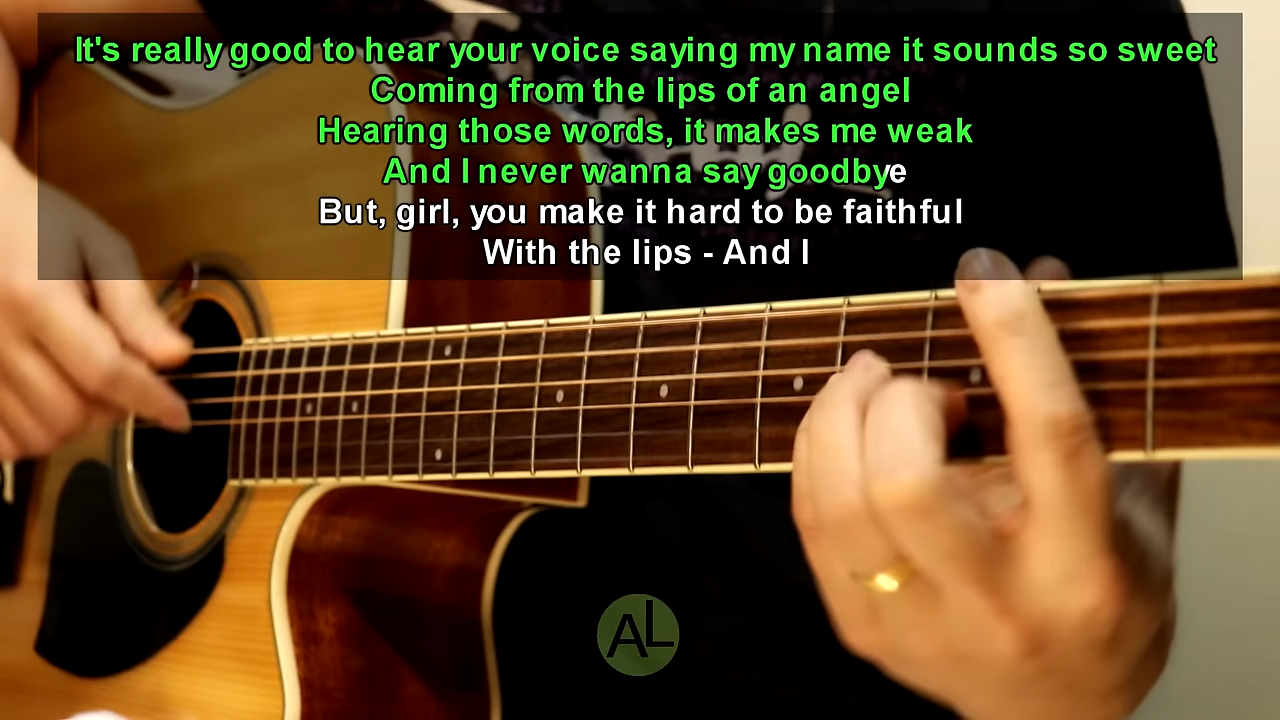 It's really good to hear your voice saying my name it sounds so sweet
Coming from the lips of an angel
Hearing those words, it makes me weak
And I never wanna say goodbye
But, girl, you make it hard to be faithful
With the lips - And I
AL